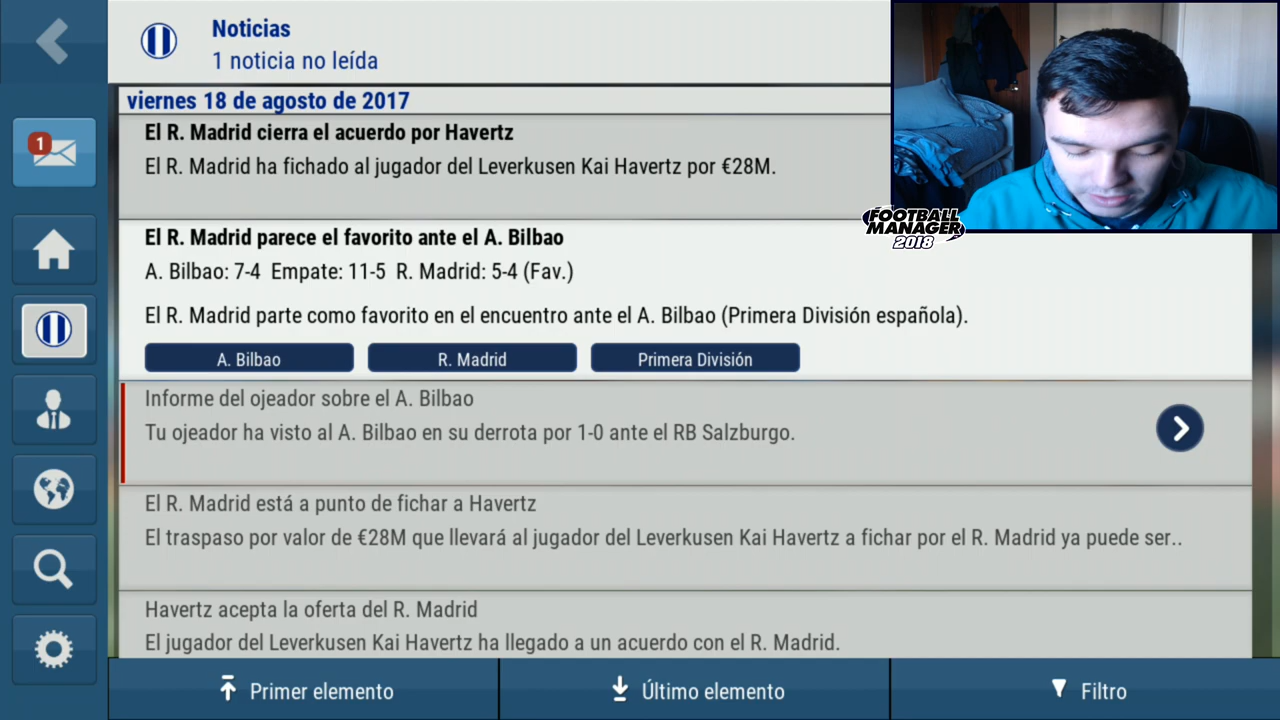 Noticias
1 noticia no leída
viernes 18 de agosto de 2017
1
El R. Madrid cierra el acuerdo por Havertz
El R. Madrid ha fichado al jugador del Leverkusen Kai Havertz por €28M.
FOOTBALL
MANAGER
2018
El R. Madrid parece el favorito ante el A. Bilbao
A. Bilbao: 7-4 Empate: 11-5 R. Madrid: 5-4 (Fav.)
El R. Madrid parte como favorito en el encuentro ante el A. Bilbao (Primera División española).
A. Bilbao R. Madrid Primera División
Informe del ojeador sobre el A. Bilbao
Tu ojeador ha visto al A. Bilbao en su derrota por 1-0 ante el RB Salzburgo.
El R. Madrid está a punto de fichar a Havertz
El traspaso por valor de €28M que llevará al jugador del Leverkusen Kai Havertz a fichar por el R. Madrid ya puede ser..
Havertz acepta la oferta del R. Madrid
El jugador del Leverkusen Kai Havertz ha llegado a un acuerdo con el R. Madrid.
Primer elemento Último elemento Filtro